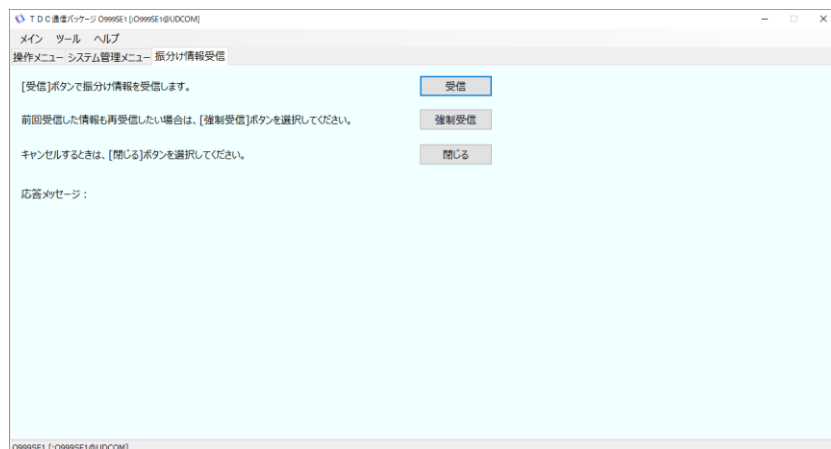 TDC通信パッケージ O999SE1 [:O999SE1@UDCOM]
メイン ツール ヘルプ
操作メニュー システム管理メニュー 振分け情報受信
[受信]ボタンで振分け情報を受信します。 受信
前回受信した情報も再受信したい場合は、[強制受信]ボタンを選択してください。 強制受信
キャンセルするときは、[閉じる]ボタンを選択してください。 閉じる
応答メッセージ：
O999SE1 [:O999SE1@UDCOM]